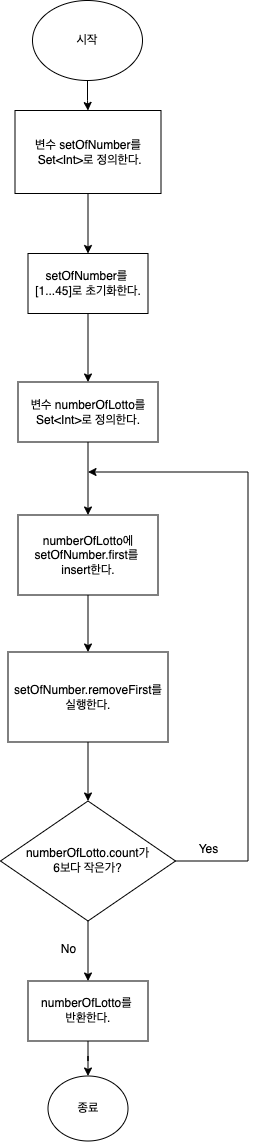 시작
변수 setOfNumber를
Set<Int>로 정의한다.
setOfNumber를
[1...45]로 초기화한다.
변수 numberOfLotto를
Set<Int>로 정의한다.
numberOfLotto에
setOfNumber.first를
insert한다.
setOfNumber.removeFirst를
실행한다.
numberOfLotto.count가
6보다 작은가?
Yes
No
numberOfLotto를
반환한다.
종료